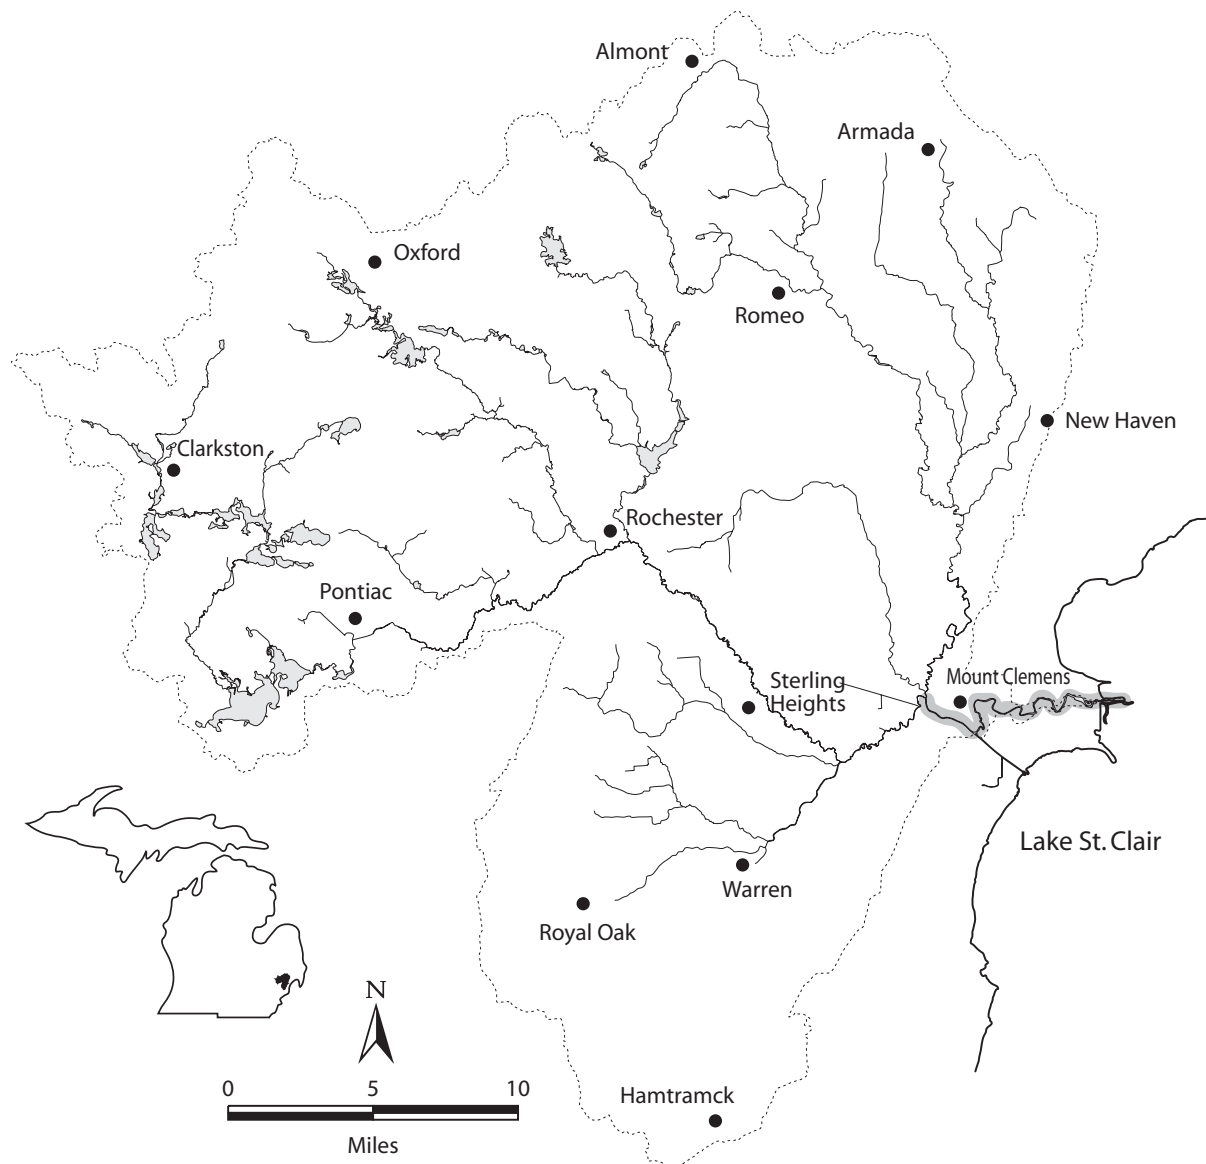 Almont
Armada
Oxford
Romeo
New Haven
Clarkston
Rochester
Pontiac
Mount Clemens
Sterling
Heights
Lake St. Clair
Warren
Royal Oak
N
0 5 10
Miles
Hamtramck